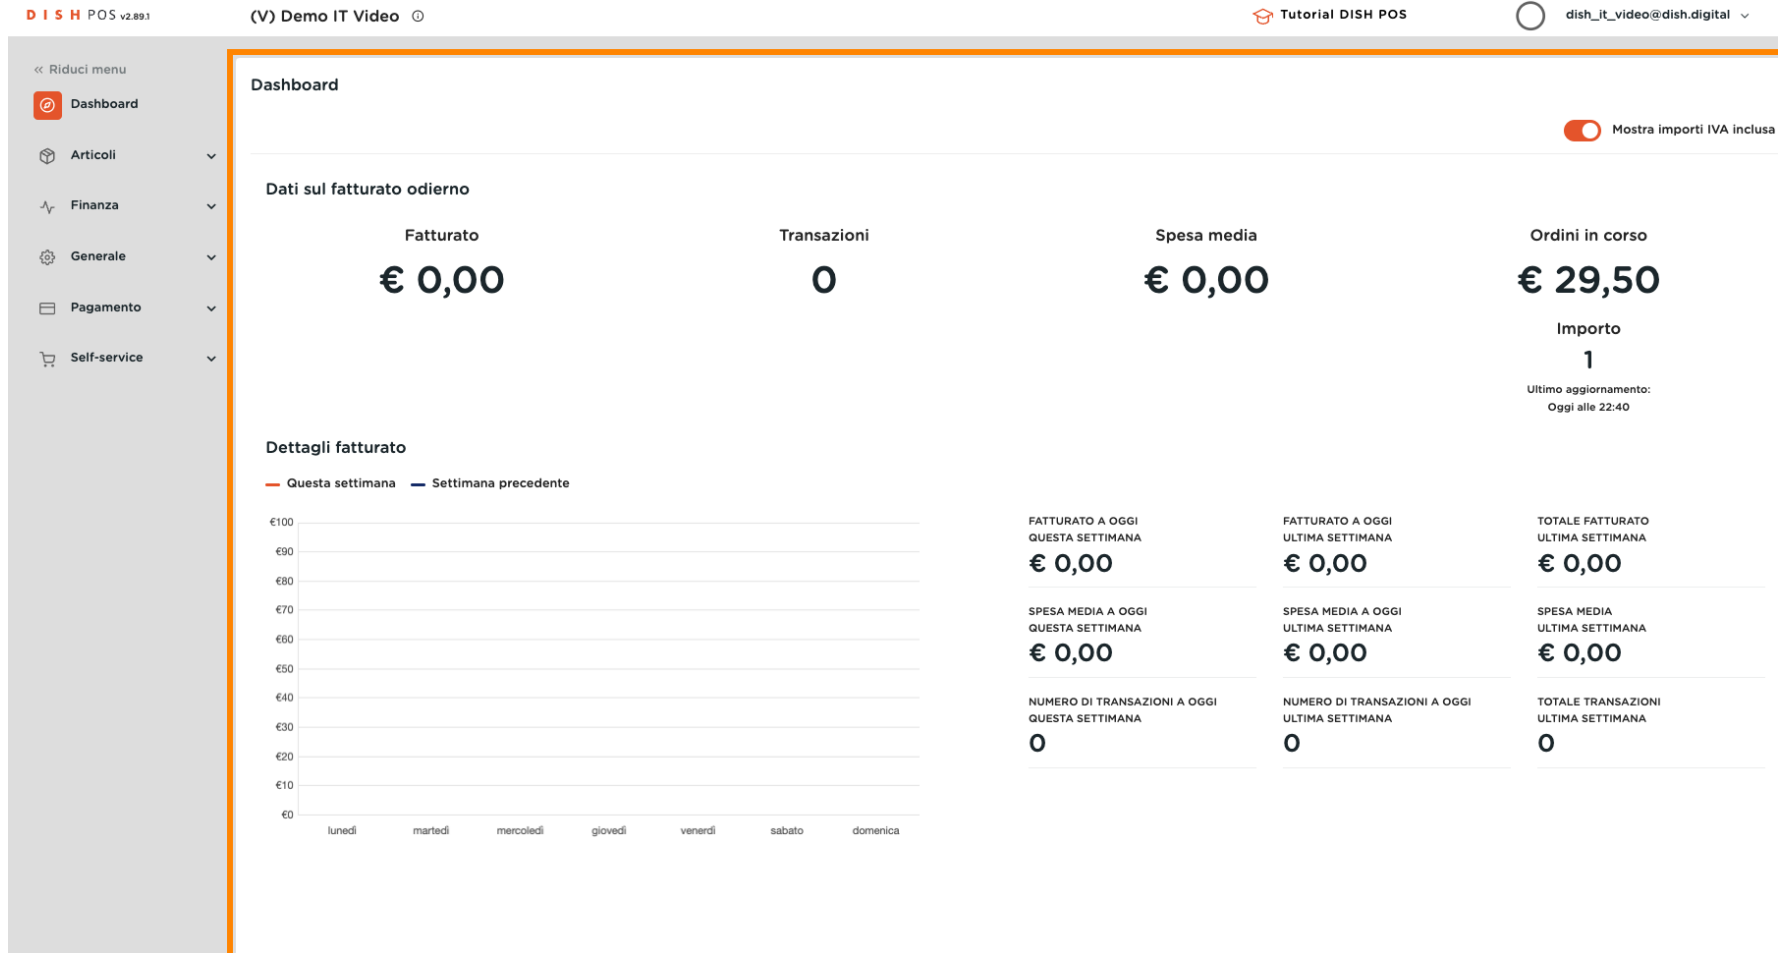 DISH POS v2.89.1
(V) Demo IT Video
Tutorial DISH POS
dish_it_video@dish.digital
Riduci menu
Dashboard
Articoli
Finanza
Generale
Pagamento
Self-service
Dashboard
Mostra importi IVA inclusa
Dati sul fatturato odierno
Fatturato
€ 0,00
Transazioni
0
Spesa media
€ 0,00
Ordini in corso
€ 29,50
Importo
1
Ultimo aggiornamento:
Oggi alle 22:40
Dettagli fatturato
Questa settimana
Settimana precedente
€100
€90
€80
€70
€60
€50
€40
€30
€20
€10
€0
lunedì martedì mercoledì giovedì venerdì sabato domenica
FATTURATO A OGGI
QUESTA SETTIMANA
€ 0,00
FATTURATO A OGGI
ULTIMA SETTIMANA
€ 0,00
TOTALE FATTURATO
ULTIMA SETTIMANA
€ 0,00
SPESA MEDIA A OGGI
QUESTA SETTIMANA
€ 0,00
SPESA MEDIA A OGGI
ULTIMA SETTIMANA
€ 0,00
SPESA MEDIA
ULTIMA SETTIMANA
€ 0,00
NUMERO DI TRANSAZIONI A OGGI
QUESTA SETTIMANA
0
NUMERO DI TRANSAZIONI A OGGI
ULTIMA SETTIMANA
0
TOTALE TRANSAZIONI
ULTIMA SETTIMANA
0